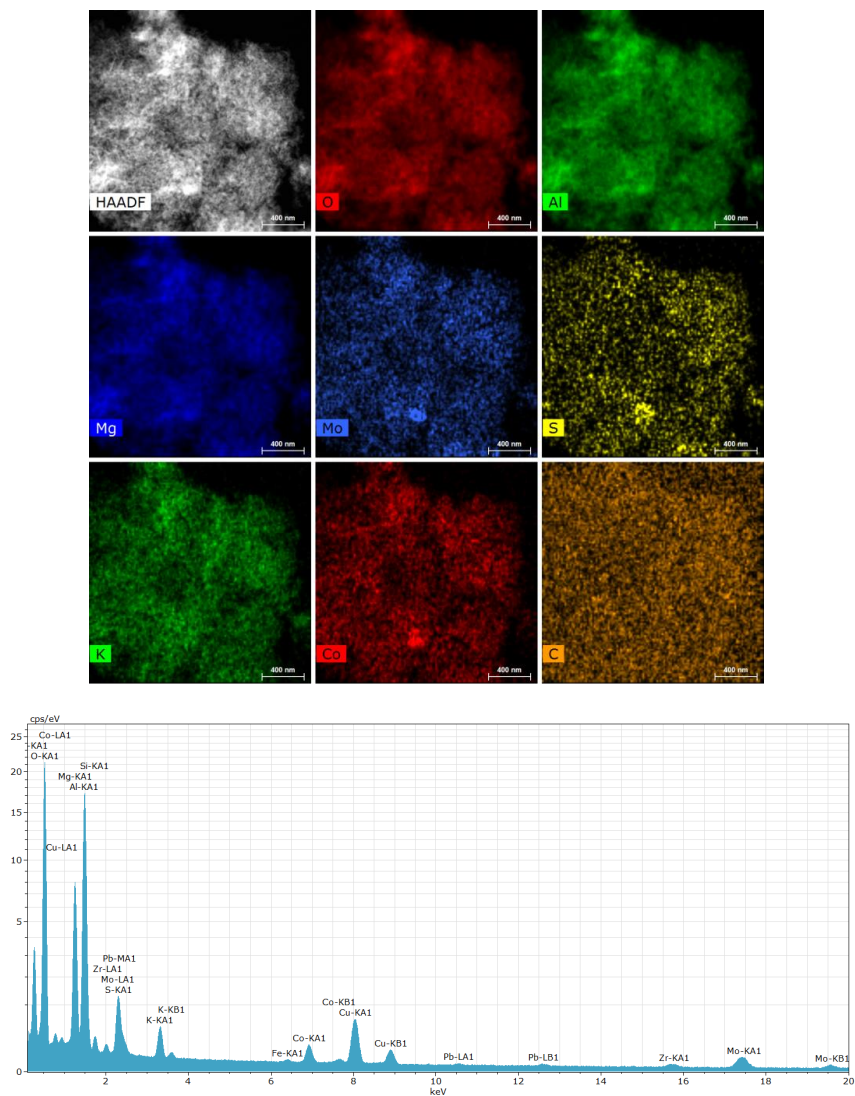 HAADF
400 nm
O
400 nm
Al
400 nm
Mg
400 nm
Mo
400 nm
S
400 nm
K
400 nm
Co
400 nm
C
400 nm
cps/eV
25
20
15
10
5
0
Co-LA1
-KA1
O-KA1
Si-KA1
Mg-KA1
Al-KA1
Cu-LA1
Pb-MA1
Zr-LA1
Mo-LA1
S-KA1
K-KB1
K-KA1
Fe-KA1
Co-KA1
Co-KB1
Cu-KA1
Cu-KB1
Pb-LA1
Pb-LB1
Zr-KA1
Mo-KA1
Mo-KB1
2 4 6 8 10 12 14 16 18 20
keV